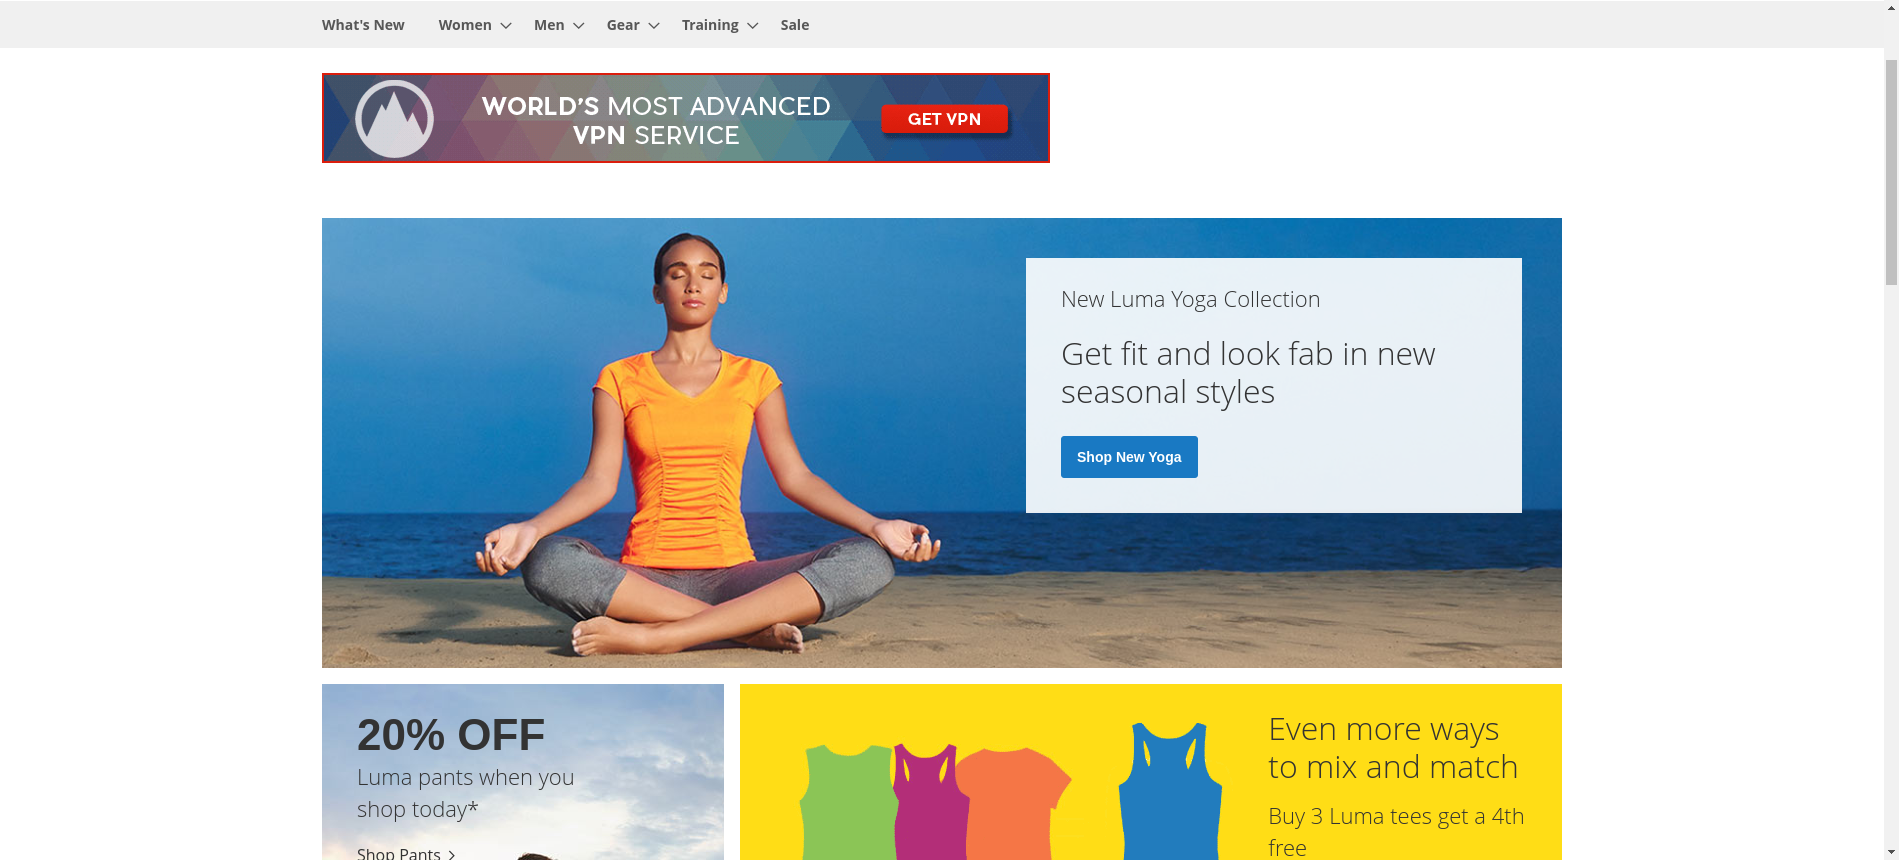 What's New Women Men Gear Training Sale
WORLD'S MOST ADVANCED
VPN SERVICE
GET VPN
New Luma Yoga Collection
Get fit and look fab in new
seasonal styles
Shop New Yoga
20% OFF
Luma pants when you
shop today*
Shop Pants
Even more ways
to mix and match
Buy 3 Luma tees get a 4th
free